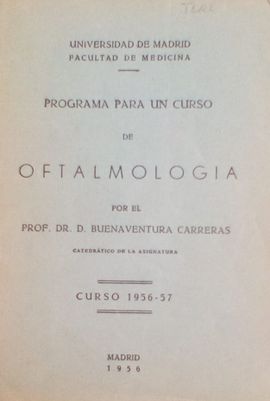 UNIVERSIDAD DE MADRID
FACULTAD DE MEDICINA
PROGRAMA PARA UN CURSO
DE
OFTALMOLOGIA
POR EL
PROF. DR. D. BUENAVENTURA CARRERAS
CATEDRÁTICO DE LA ASIGNATURA
CURSO 1956-57
MADRID
1956